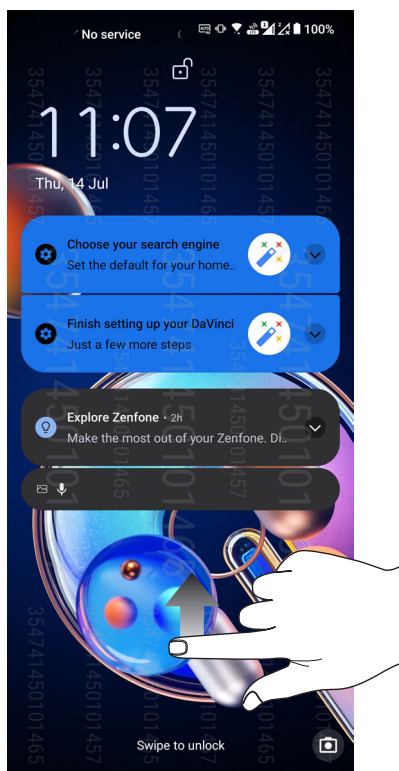 No service
100%
11:07
Thu, 14 Jul
Choose your search engine
Set the default for your home..
Finish setting up your DaVinci
Just a few more steps
Explore Zenfone • 2h
Make the most out of your Zenfone. Di..
Swipe to unlock